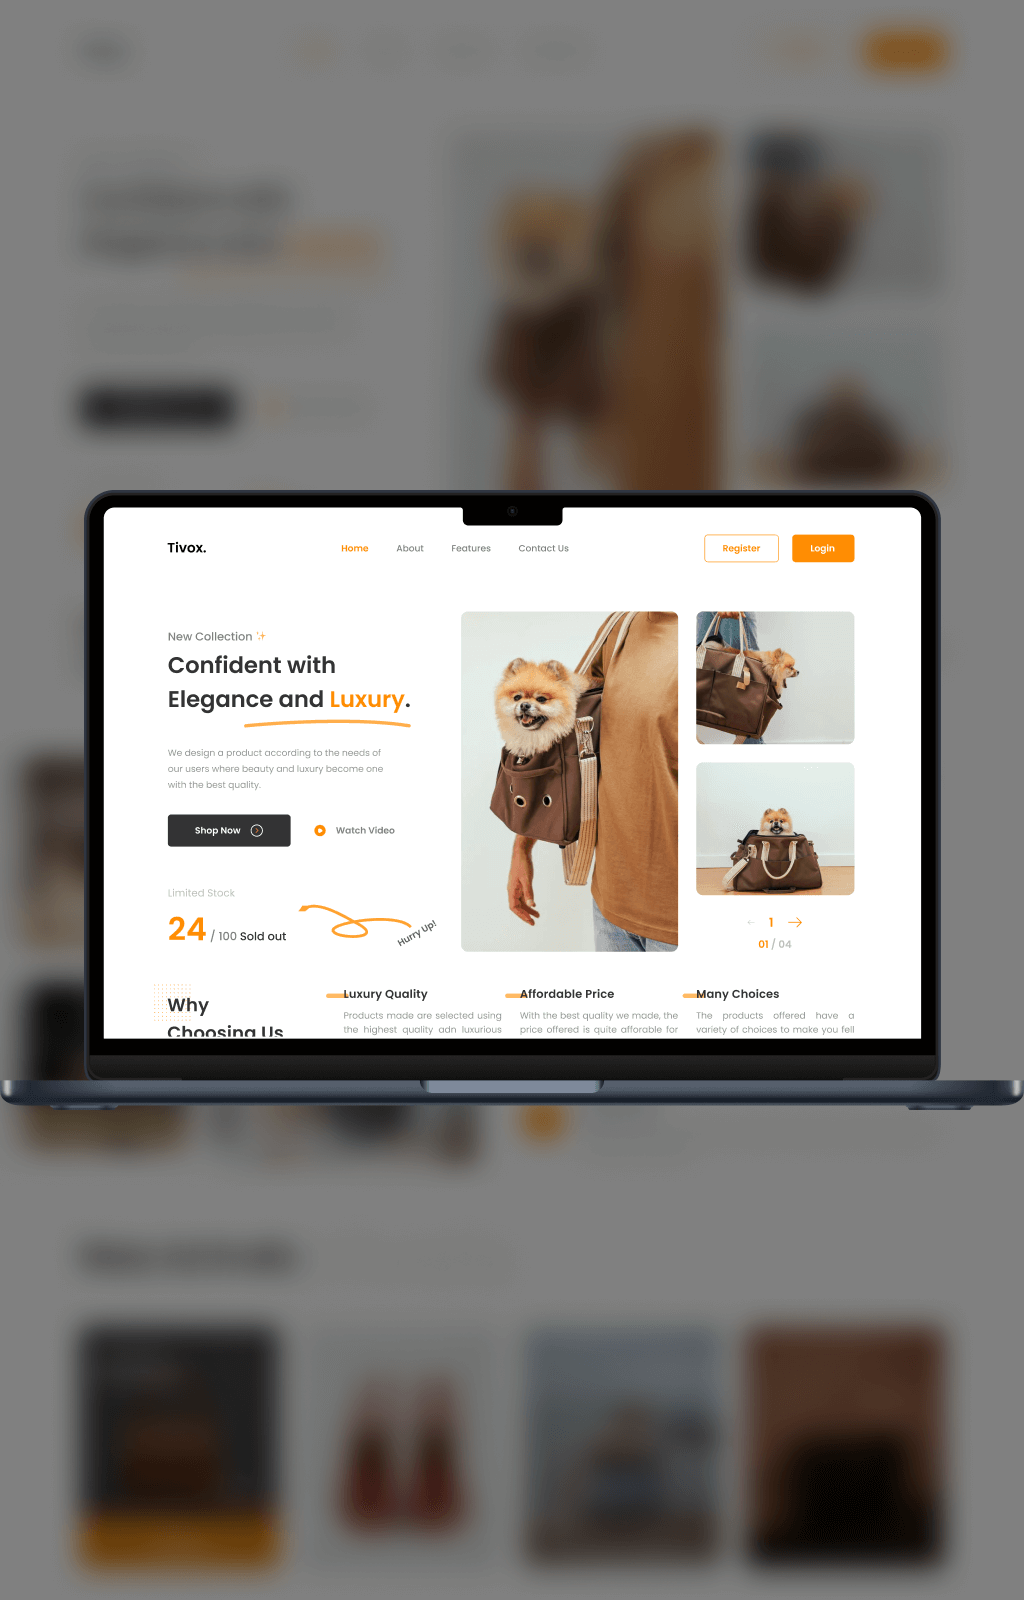 Tivox.
Home
About
Features
Contact Us
Register
Login
New Collection
Confident with
Elegance and Luxury.
We design a product according to the needs of
our users where beauty and luxury become one
with the best quality.
Shop Now
Watch Video
Limited Stock
24 / 100 Sold out
Hurry Up!
1
01 / 04
Why
Choosing Us
Luxury Quality
Products made are selected using
the highest quality adn luxurious
Affordable Price
With the best quality we made, the
price offered is quite afforable for
Many Choices
The products offered have a
variety of choices to make you fell